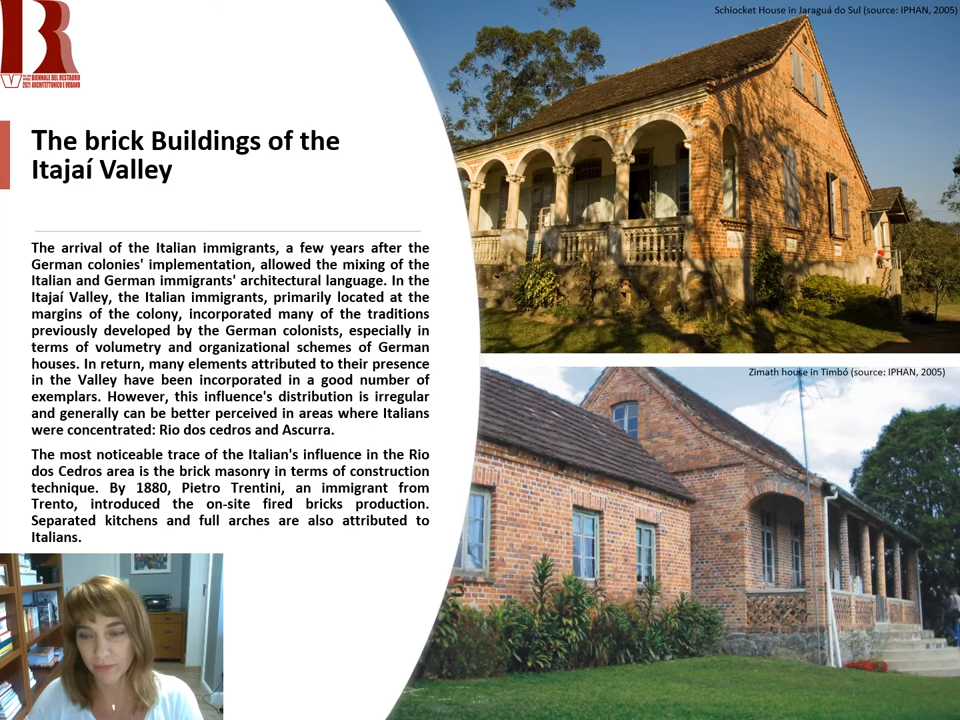 Schiocket House in Jaraguá do Sul (source: IPHAN, 2005)
BIENNALE DEL RESTAURO
2021 ARCHITETTONICO E URBANO
The brick Buildings of the
Itajaí Valley
The arrival of the Italian immigrants, a few years after the
German colonies' implementation, allowed the mixing of the
Italian and German immigrants' architectural language. In the
Itajaí Valley, the Italian immigrants, primarily located at the
margins of the colony, incorporated many of the traditions
previously developed by the German colonists, especially in
terms of volumetry and organizational schemes of German
houses. In return, many elements attributed to their presence
in the Valley have been incorporated in a good number of
exemplars. However, this influence's distribution is irregular
and generally can be better perceived in areas where Italians
were concentrated: Rio dos cedros and Ascurra.
The most noticeable trace of the Italian's influence in the Rio
dos Cedros area is the brick masonry in terms of construction
technique. By 1880, Pietro Trentini, an immigrant from
Trento, introduced the on-site fired bricks production.
Separated kitchens and full arches are also attributed to
Italians.
Zimath house in Timbó (source: IPHAN, 2005)